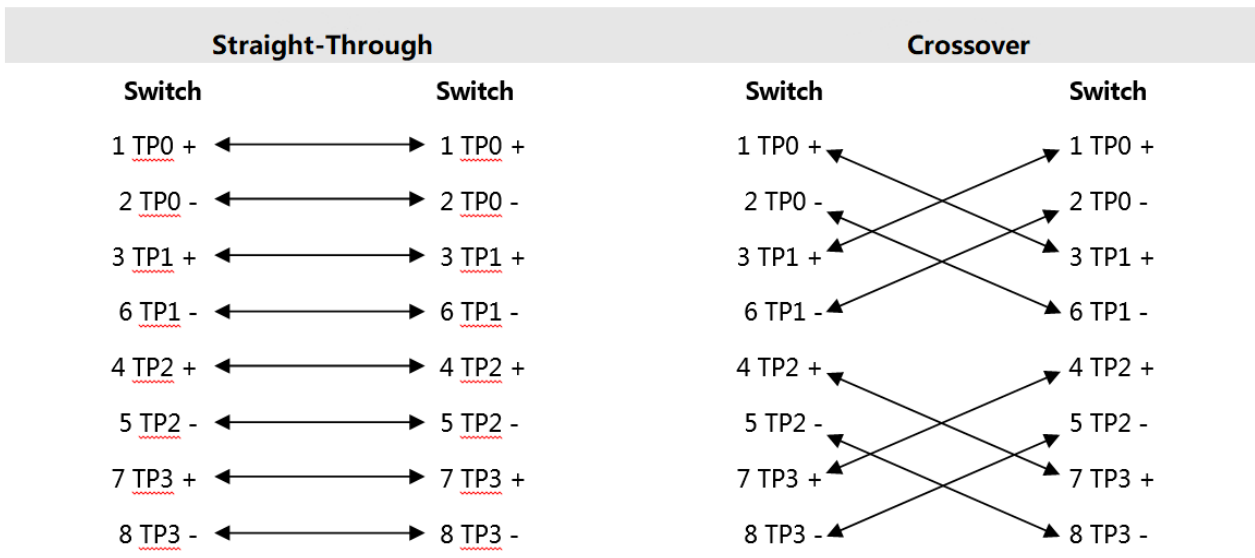 Straight-Through Crossover
Switch Switch Switch Switch
1 TP0 + 1 TP0 + 1 TP0 + 1 TP0 +
2 TP0 - 2 TP0 - 2 TP0 - 2 TP0 -
3 TP1 + 3 TP1 + 3 TP1 + 3 TP1 +
6 TP1 - 6 TP1 - 6 TP1 - 6 TP1 -
4 TP2 + 4 TP2 + 4 TP2 + 4 TP2 +
5 TP2 - 5 TP2 - 5 TP2 - 5 TP2 -
7 TP3 + 7 TP3 + 7 TP3 + 7 TP3 +
8 TP3 - 8 TP3 - 8 TP3 - 8 TP3 -